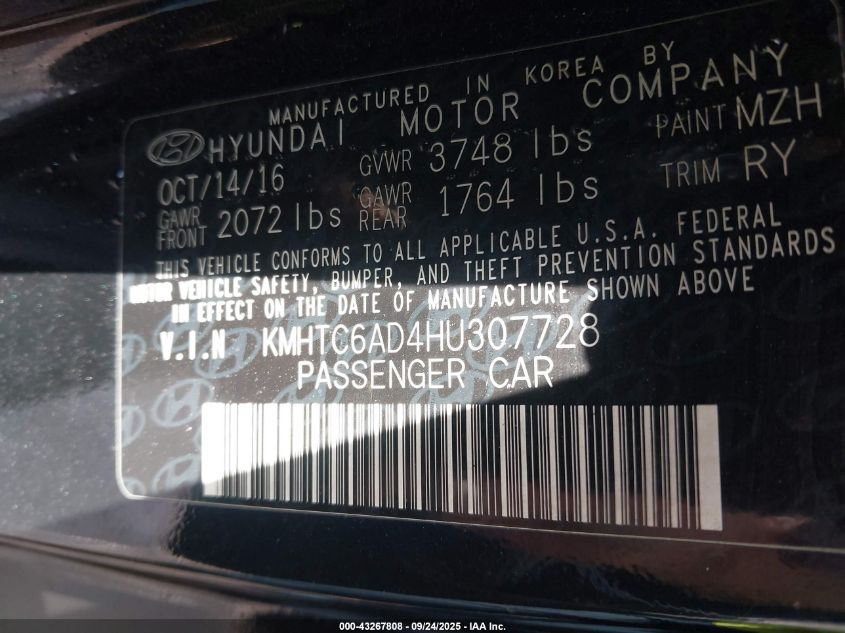 MANUFACTURED IN KOREA BY
HYUNDAI MOTOR COMPANY
OCT/14/16 GVWR 3748 lbs PAINT MZH
GAWR FRONT 2072 lbs GAWR REAR 1764 lbs TRIM RY
THIS VEHICLE CONFORMS TO ALL APPLICABLE U.S.A. FEDERAL
MOTOR VEHICLE SAFETY, BUMPER, AND THEFT PREVENTION STANDARDS
IN EFFECT ON THE DATE OF MANUFACTURE SHOWN ABOVE
V.I.N KMHTC6AD4HU307728
PASSENGER CAR
000-43267808 - 09/24/2025 - IAA Inc.